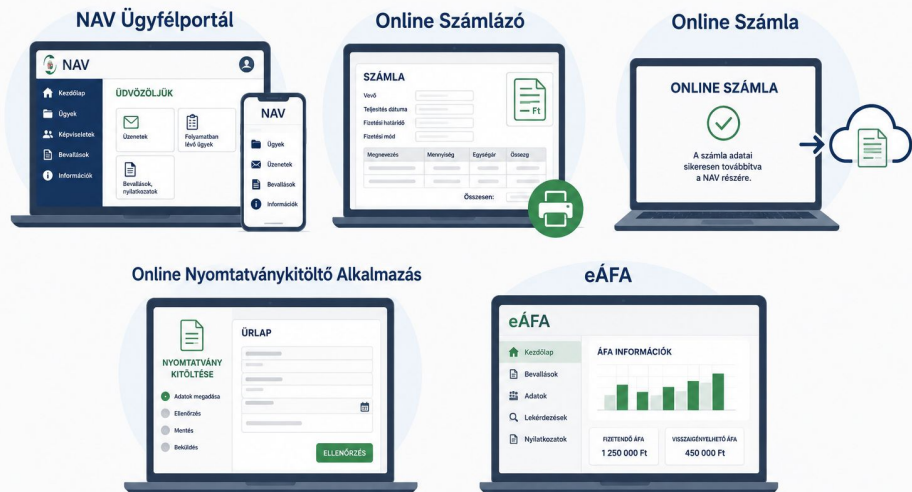 NAV Ügyfélportál
NAV
Kezdőlap
Ügyek
Képviseletek
Bevallások
Információk
ÜDVÖZÖLJÜK
Üzenetek
Folyamatban
lévő ügyek
Bevallások,
nyilatkozatok
NAV
Ügyek
Üzenetek
Bevallások
Információk
Online Számlázó
SZÁMLA
Vevő
Teljesítés dátuma
Fizetési határidő
Fizetési mód
Ft
Megnevezés Mennyiség Egységár Összeg
Összesen:
Online Számla
ONLINE SZÁMLA
A számla adatai
sikeresen továbbítva
a NAV részére.
Online Nyomtatványkitöltő Alkalmazás
NYOMTATVÁNY
KITÖLTÉSE
Adatok megadása
Ellenőrzés
Mentés
Beküldés
ŰRLAP
ELLENŐRZÉS
eÁFA
eÁFA
Kezdőlap
Bevallások
Adatok
Lekérdezések
Nyilatkozatok
ÁFA INFORMÁCIÓK
FIZETENDŐ ÁFA
1 250 000 Ft
VISSZAIGÉNYELHETŐ ÁFA
450 000 Ft